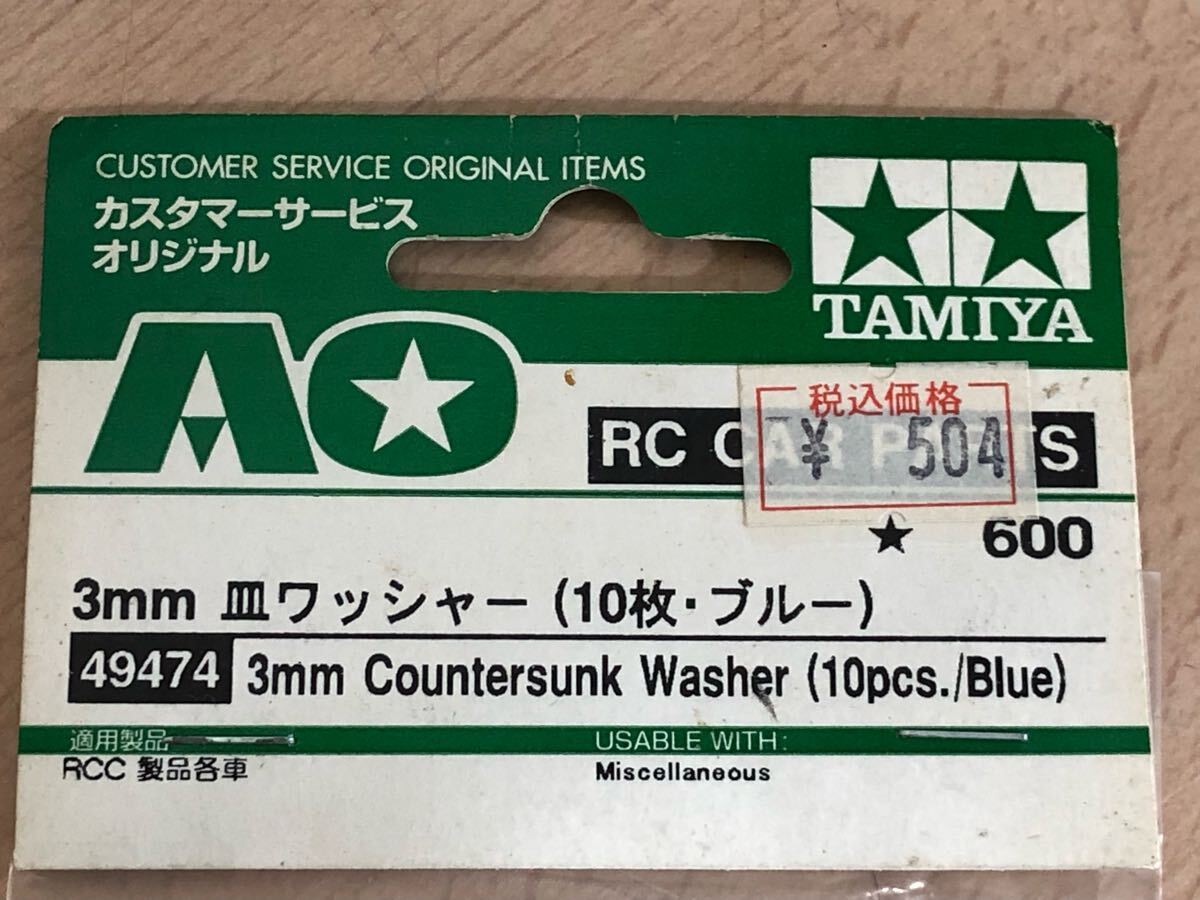 CUSTOMER SERVICE ORIGINAL ITEMS
カスタマーサービス
オリジナル
TAMIYA
AO
税込価格
¥ 504
RC CAR PARTS
★ 600
3mm 皿ワッシャー (10枚・ブルー)
49474 3mm Countersunk Washer (10pcs./Blue)
適用製品
RCC 製品各車
USABLE WITH:
Miscellaneous